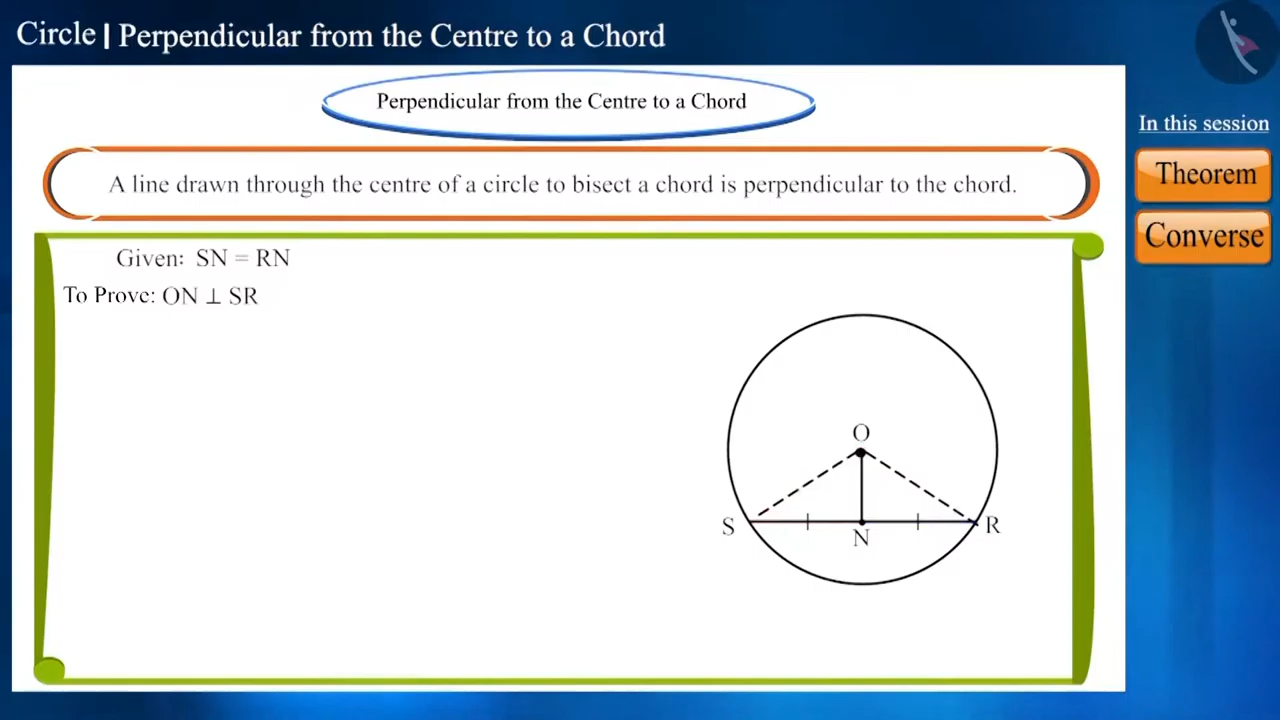 Circle | Perpendicular from the Centre to a Chord
Perpendicular from the Centre to a Chord
In this session
A line drawn through the centre of a circle to bisect a chord is perpendicular to the chord.
Theorem
Converse
Given: SN = RN
To Prove: ON ⊥ SR
O
S
N
R